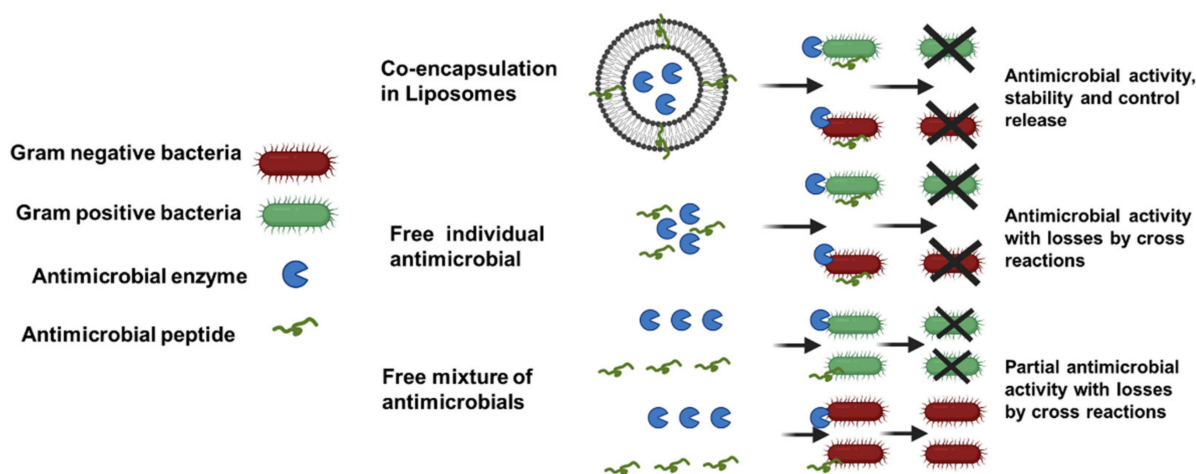 Gram negative bacteria
Gram positive bacteria
Antimicrobial enzyme
Antimicrobial peptide
Co-encapsulation
in Liposomes
Antimicrobial activity,
stability and control
release
Free individual
antimicrobial
Antimicrobial activity
with losses by cross
reactions
Free mixture of
antimicrobials
Partial antimicrobial
activity with losses
by cross reactions